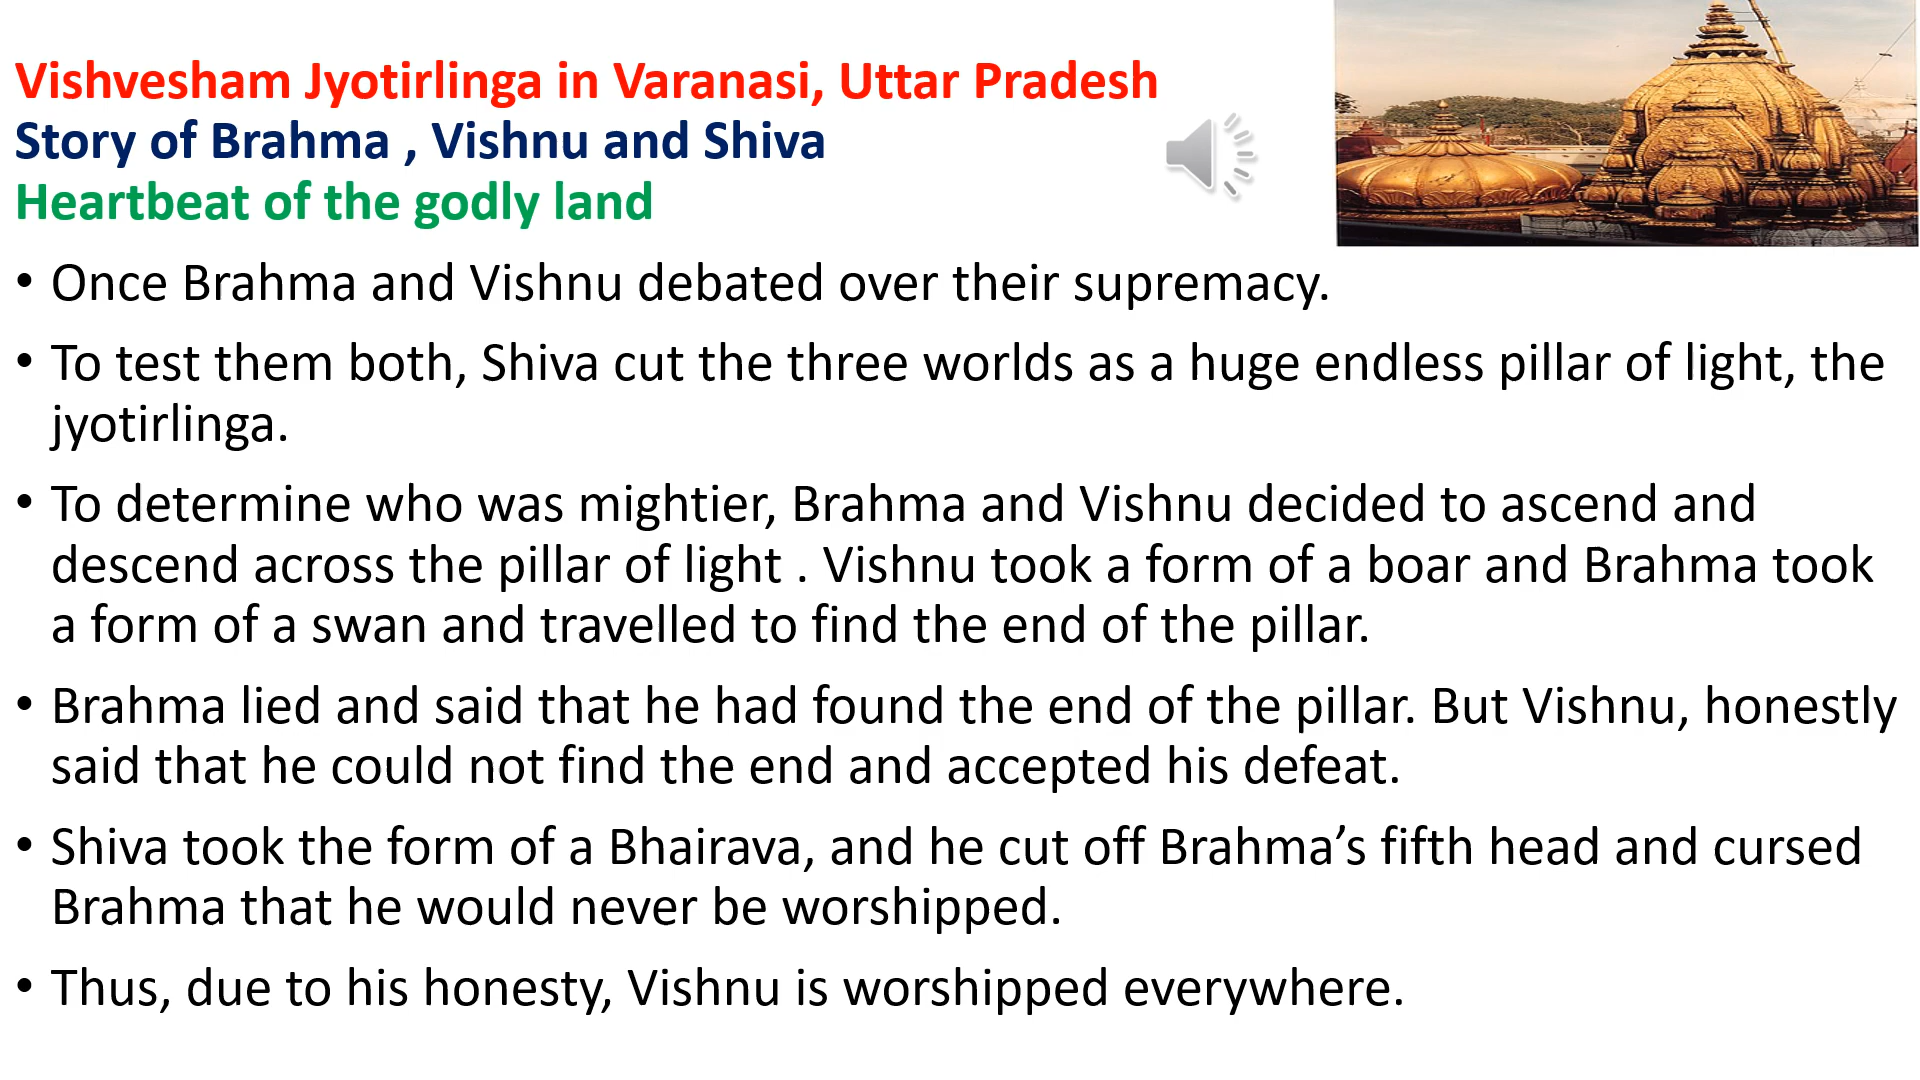 Vishvesham Jyotirlinga in Varanasi, Uttar Pradesh
Story of Brahma , Vishnu and Shiva
Heartbeat of the godly land
• Once Brahma and Vishnu debated over their supremacy.
• To test them both, Shiva cut the three worlds as a huge endless pillar of light, the
jyotirlinga.
• To determine who was mightier, Brahma and Vishnu decided to ascend and
descend across the pillar of light . Vishnu took a form of a boar and Brahma took
a form of a swan and travelled to find the end of the pillar.
• Brahma lied and said that he had found the end of the pillar. But Vishnu, honestly
said that he could not find the end and accepted his defeat.
• Shiva took the form of a Bhairava, and he cut off Brahma’s fifth head and cursed
Brahma that he would never be worshipped.
• Thus, due to his honesty, Vishnu is worshipped everywhere.